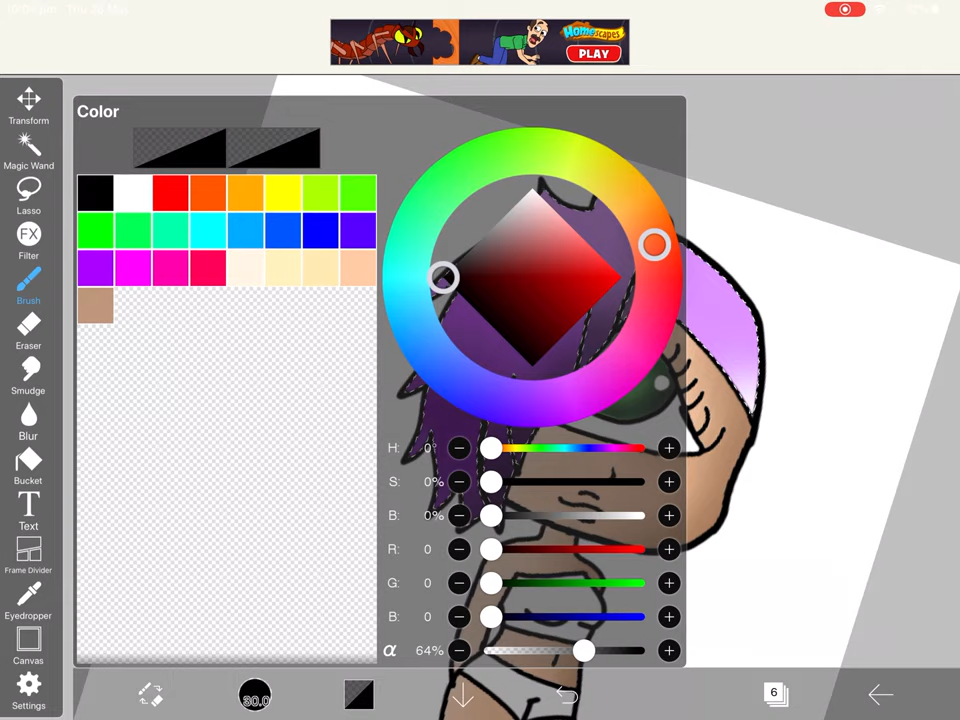 Homescapes
PLAY
Color
Transform
Magic Wand
Lasso
FX
Filter
Brush
Eraser
Smudge
Blur
Bucket
T
Text
Frame Divider
Eyedropper
Canvas
Settings
H: 0°
S: 0%
B: 0%
R: 0
G: 0
B: 0
α 64%
30.0
6